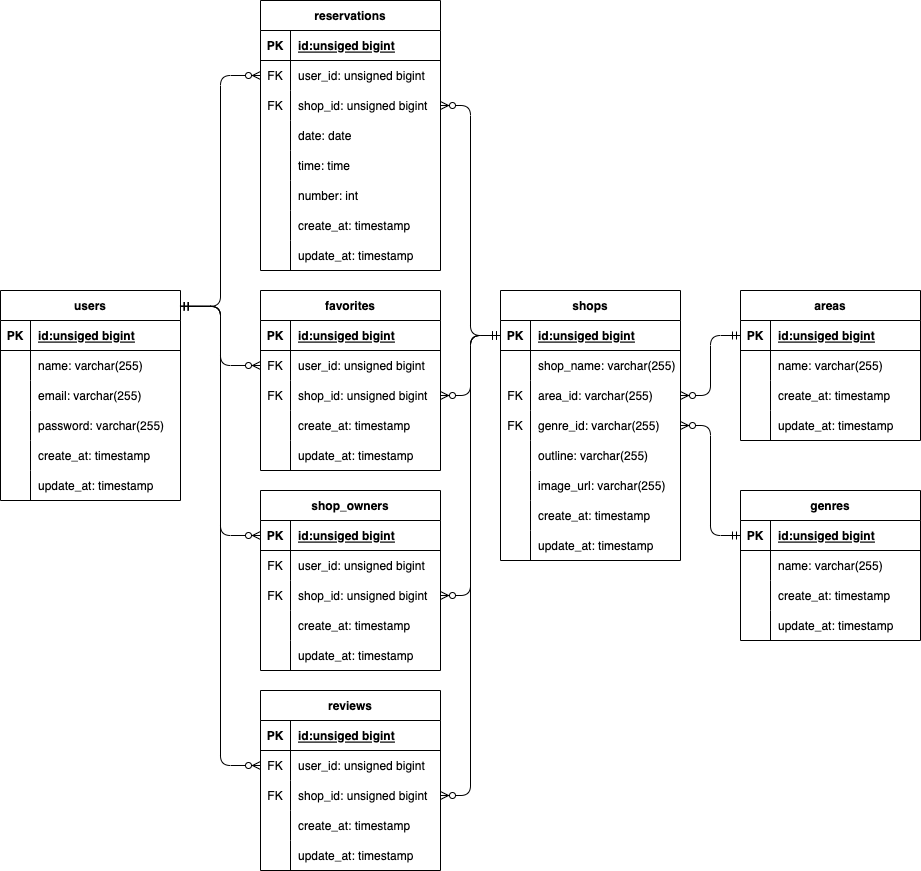 reservations
PK id:unsiged bigint
FK user_id: unsigned bigint
FK shop_id: unsigned bigint
date: date
time: time
number: int
create_at: timestamp
update_at: timestamp
users
PK id:unsiged bigint
name: varchar(255)
email: varchar(255)
password: varchar(255)
create_at: timestamp
update_at: timestamp
favorites
PK id:unsiged bigint
FK user_id: unsigned bigint
FK shop_id: unsigned bigint
create_at: timestamp
update_at: timestamp
shop_owners
PK id:unsiged bigint
FK user_id: unsigned bigint
FK shop_id: unsigned bigint
create_at: timestamp
update_at: timestamp
reviews
PK id:unsiged bigint
FK user_id: unsigned bigint
FK shop_id: unsigned bigint
create_at: timestamp
update_at: timestamp
shops
PK id:unsiged bigint
shop_name: varchar(255)
FK area_id: varchar(255)
FK genre_id: varchar(255)
outline: varchar(255)
image_url: varchar(255)
create_at: timestamp
update_at: timestamp
areas
PK id:unsiged bigint
name: varchar(255)
create_at: timestamp
update_at: timestamp
genres
PK id:unsiged bigint
name: varchar(255)
create_at: timestamp
update_at: timestamp